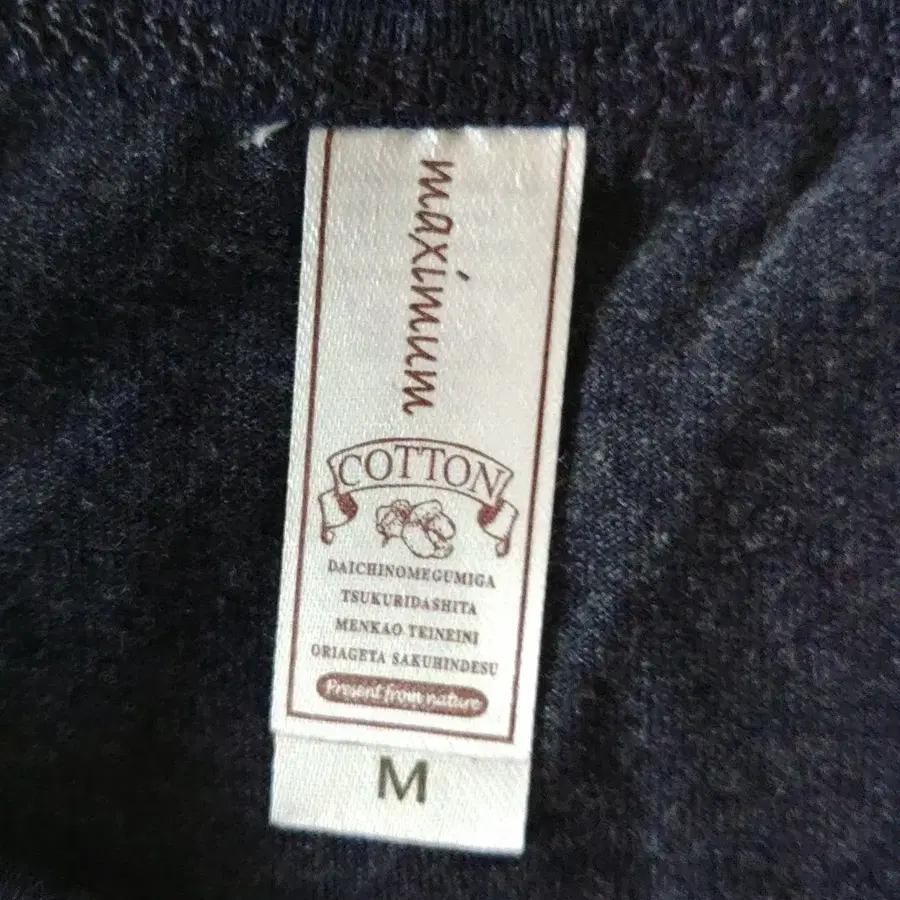 maximum
COTTON
DAICHINOMEGUMIGA
TSUKURIDASHITA
MENKAO TEINEINI
ORIAGETA SAKUHINDESU
Present from nature
M